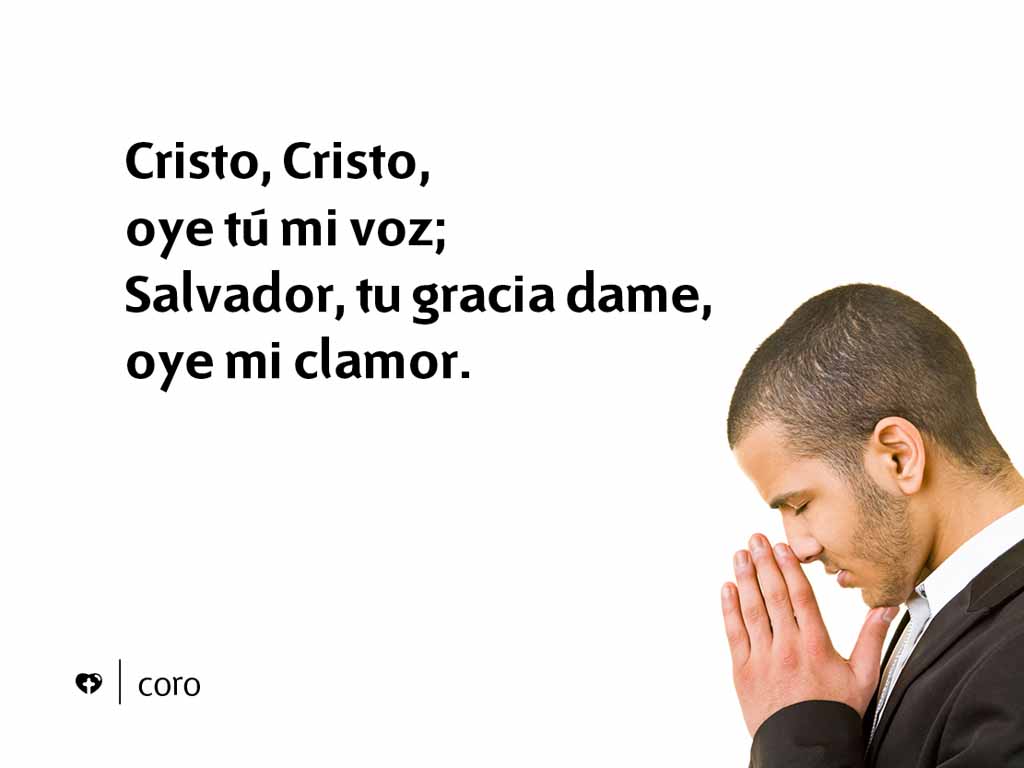 Cristo, Cristo,
oye tú mi voz;
Salvador, tu gracia dame,
oye mi clamor.
coro